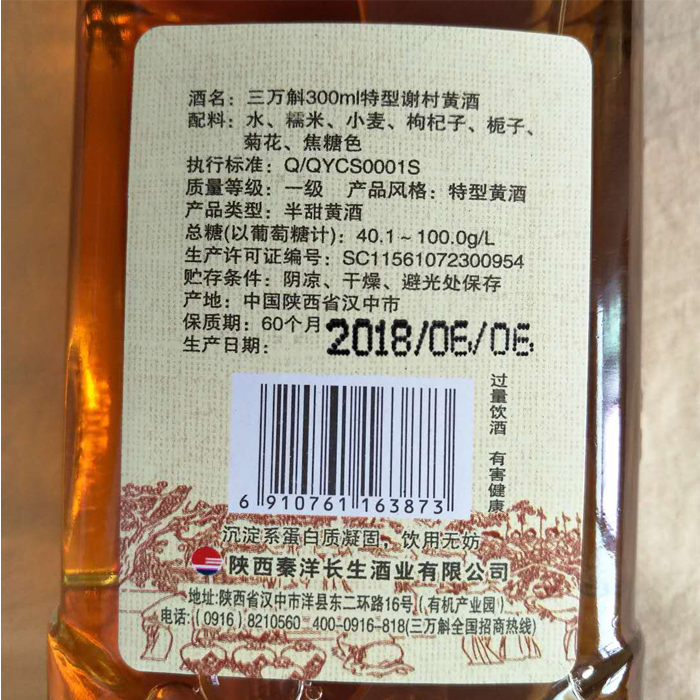 酒名：三万斛300ml特型谢村黄酒
配料：水、糯米、小麦、枸杞子、栀子、
菊花、焦糖色
执行标准：Q/QYCS0001S
质量等级：一级 产品风格：特型黄酒
产品类型：半甜黄酒
总糖(以葡萄糖计)：40.1～100.0g/L
生产许可证编号：SC11561072300954
贮存条件：阴凉、干燥、避光处保存
产地：中国陕西省汉中市
保质期：60个月
生产日期：
2018/06/06
过量饮酒 有害健康
6 910761 163873
沉淀系蛋白质凝固，饮用无妨
陕西秦洋长生酒业有限公司
地址:陕西省汉中市洋县东二环路16号(有机产业园)
电话:(0916)8210560 400-0916-818(三万斛全国招商热线)